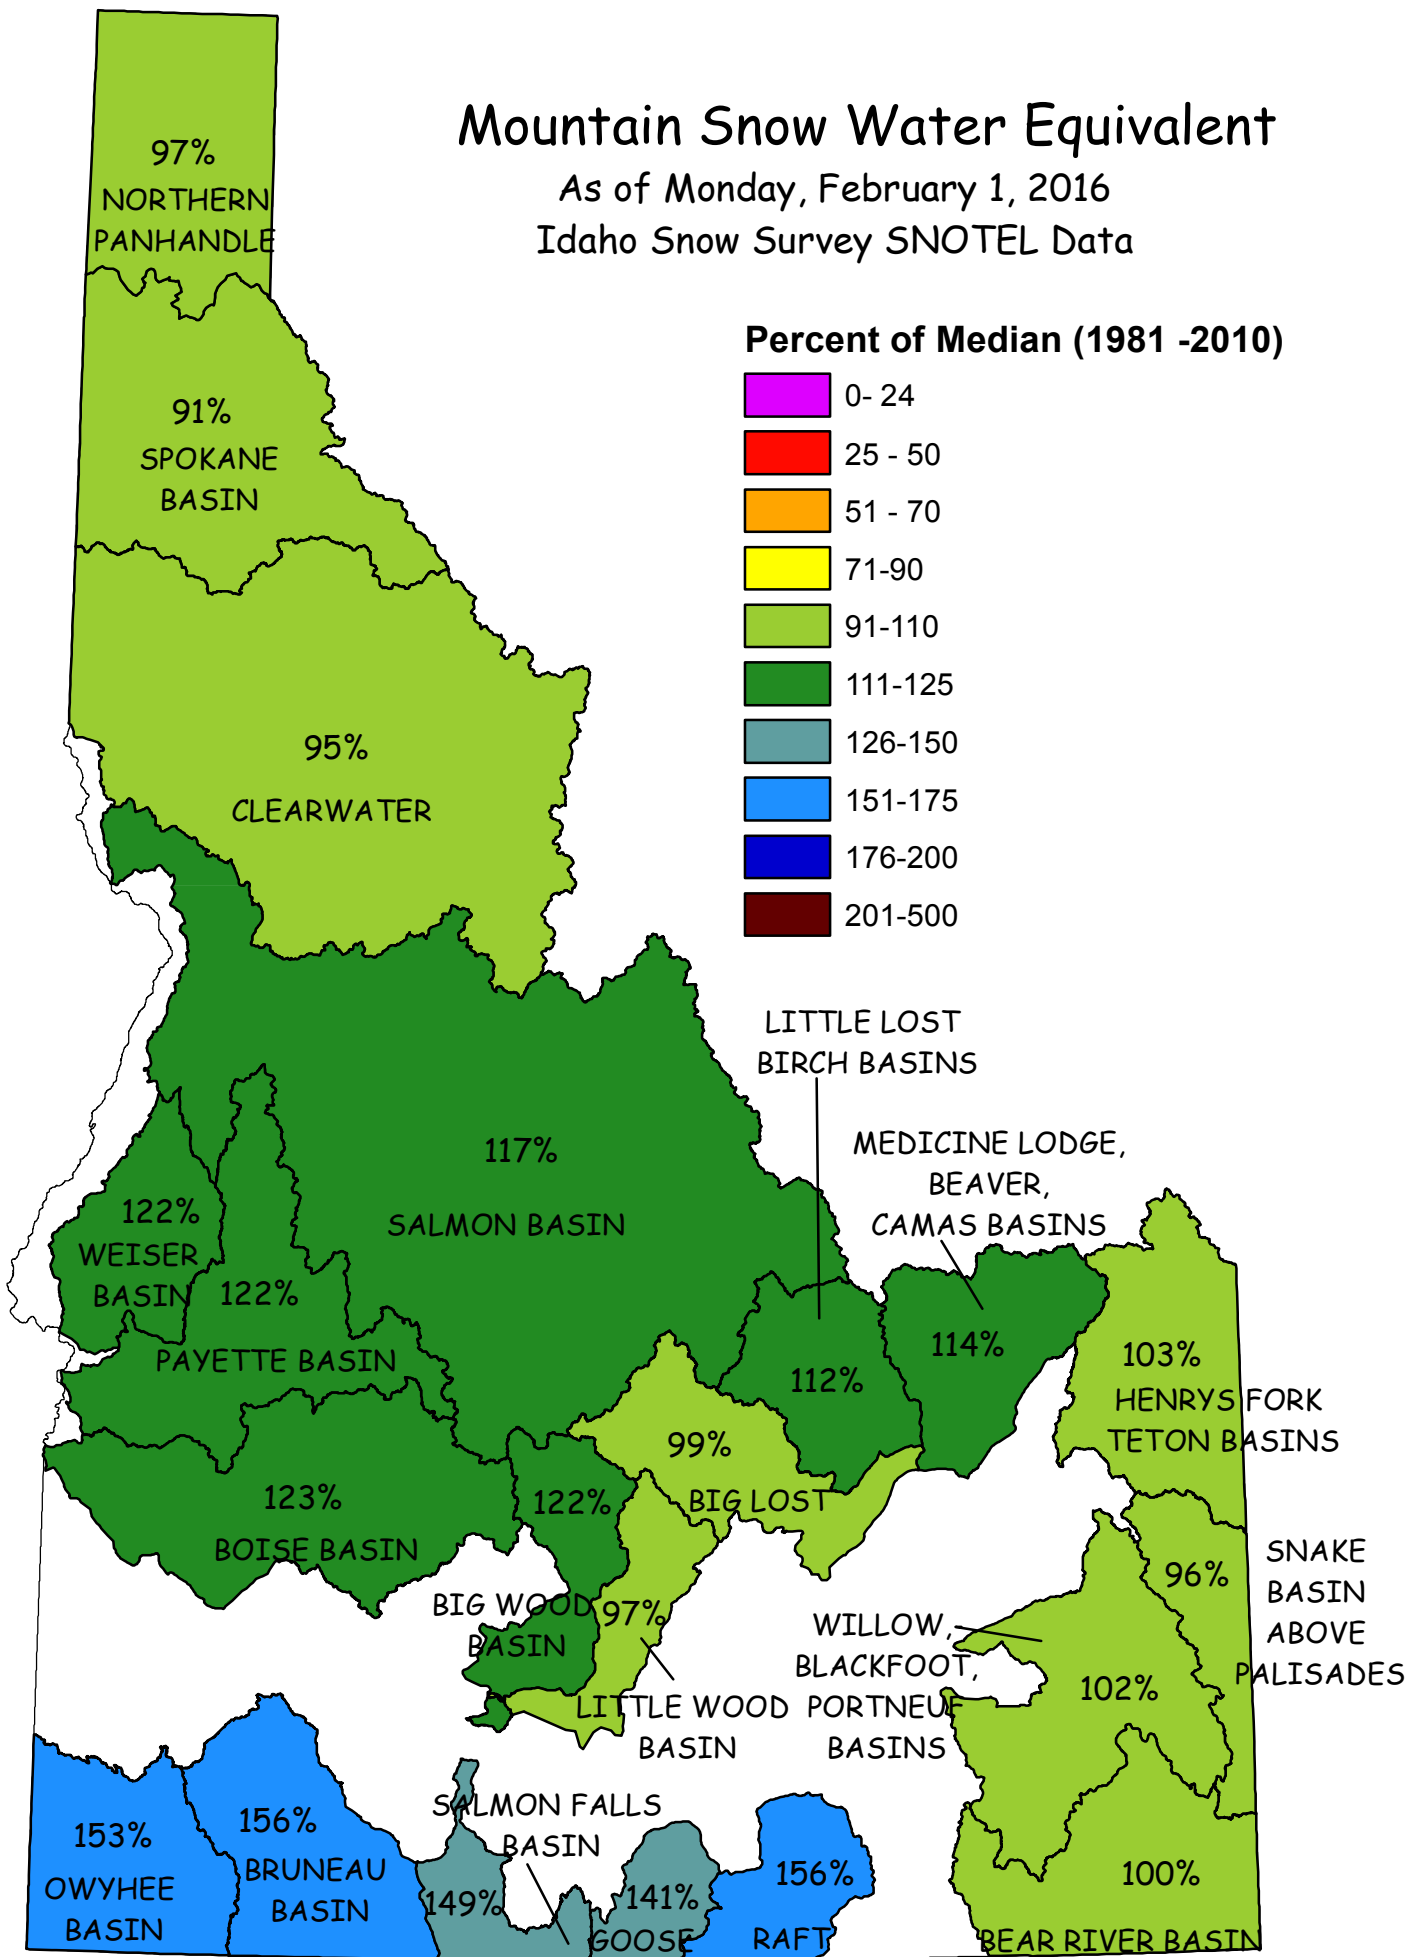 Mountain Snow Water Equivalent
As of Monday, February 1, 2016
Idaho Snow Survey SNOTEL Data
Percent of Median (1981 -2010)
0- 24
25 - 50
51 - 70
71-90
91-110
111-125
126-150
151-175
176-200
201-500
97%
NORTHERN
PANHANDLE
91%
SPOKANE
BASIN
95%
CLEARWATER
117%
SALMON BASIN
LITTLE LOST
BIRCH BASINS
112%
MEDICINE LODGE,
BEAVER,
CAMAS BASINS
114%
122%
WEISER
BASIN
122%
PAYETTE BASIN
103%
HENRYS FORK
TETON BASINS
99%
BIG LOST
123%
BOISE BASIN
122%
BIG WOOD
BASIN
97%
LITTLE WOOD
BASIN
96%
SNAKE
BASIN
ABOVE
PALISADES
WILLOW,
BLACKFOOT,
PORTNEUF
BASINS
102%
153%
OWYHEE
BASIN
156%
BRUNEAU
BASIN
SALMON FALLS
BASIN
149%
141%
GOOSE
156%
RAFT
100%
BEAR RIVER BASIN